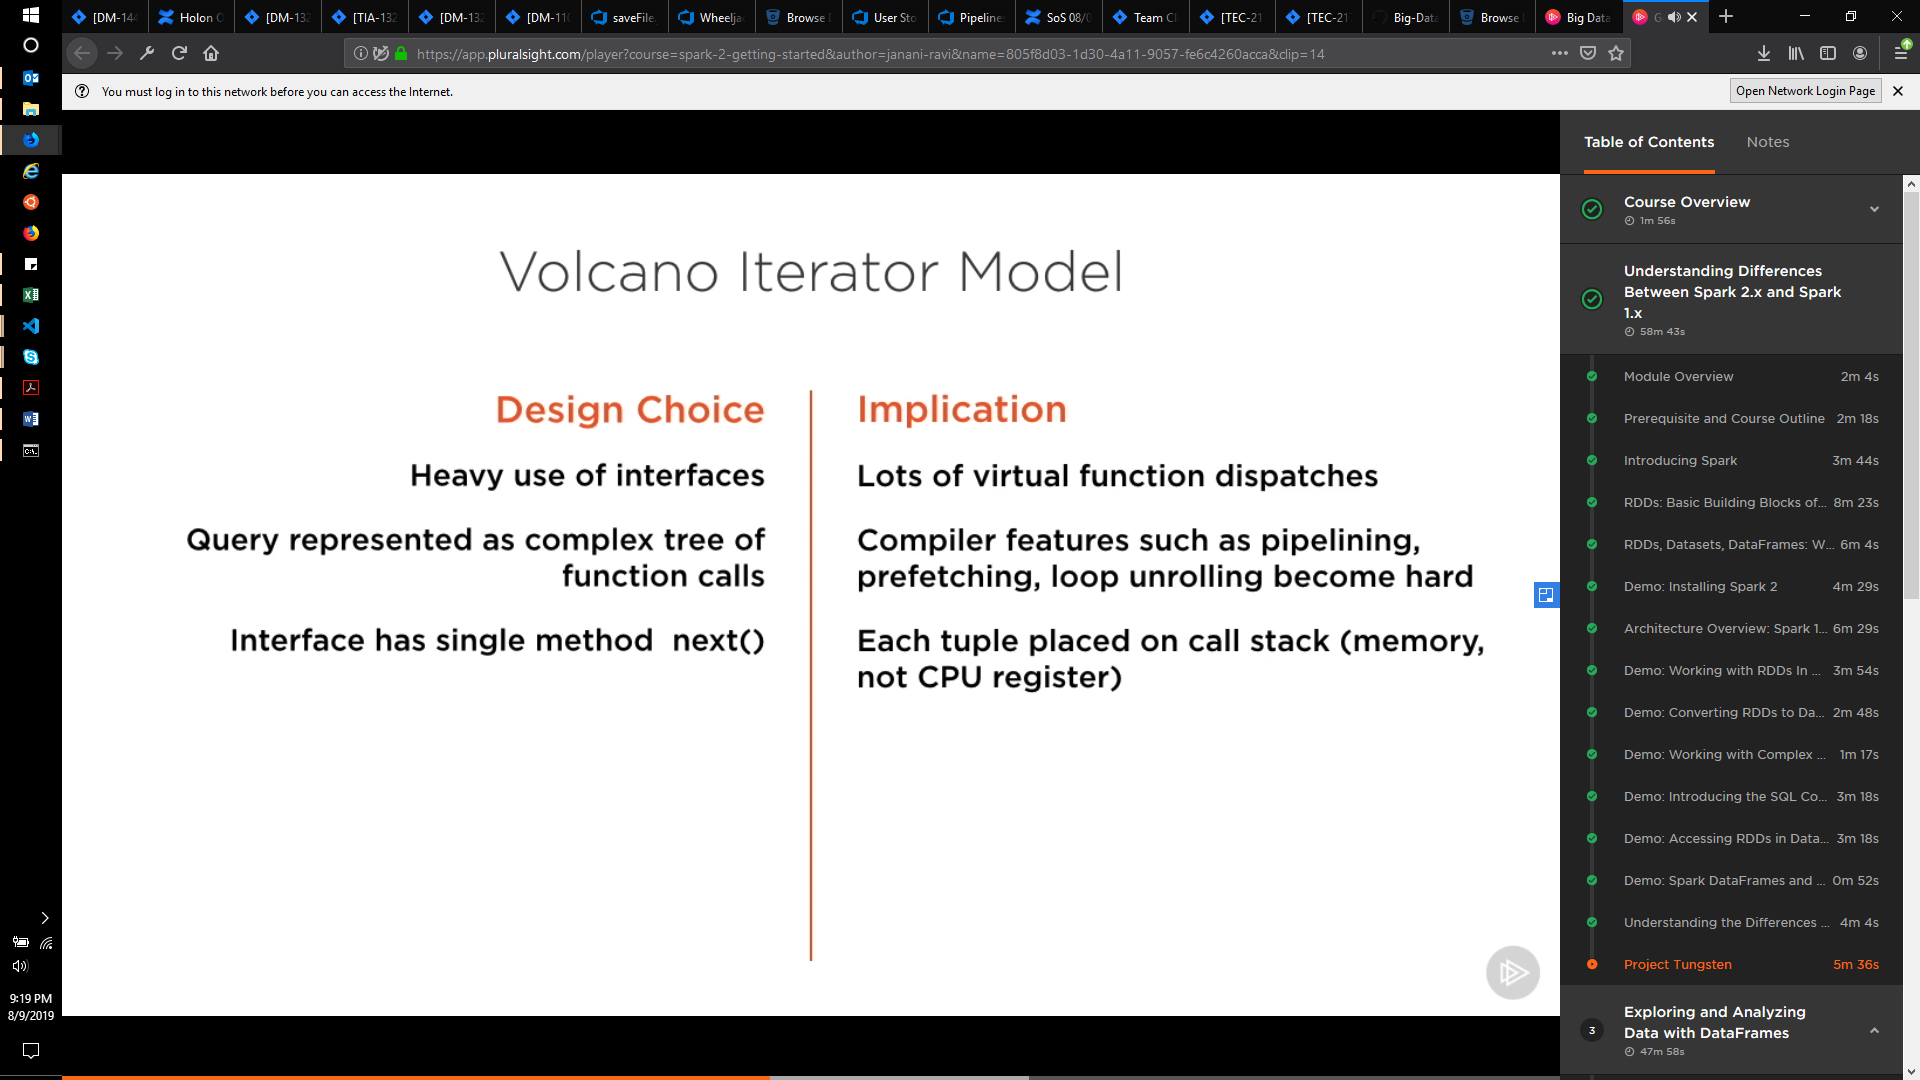 [DM-144
Holon C
[DM-132
[TIA-132
[DM-132
[DM-110
saveFile.
Wheelja
Browse
User Sto
Pipeline
SoS 08/0
Team Cl
[TEC-21
[TEC-21
Big-Data
Browse
Big Data
G
https://app.pluralsight.com/player?course=spark-2-getting-started&author=janani-ravi&name=805f8d03-1d30-4a11-9057-fe6c4260acca&clip=14
You must log in to this network before you can access the Internet.
Open Network Login Page
Volcano Iterator Model
Design Choice
Implication
Heavy use of interfaces
Lots of virtual function dispatches
Query represented as complex tree of
function calls
Compiler features such as pipelining,
prefetching, loop unrolling become hard
Interface has single method next()
Each tuple placed on call stack (memory,
not CPU register)
Table of Contents
Notes
Course Overview
1m 56s
Understanding Differences
Between Spark 2.x and Spark
1.x
58m 43s
Module Overview 2m 4s
Prerequisite and Course Outline 2m 18s
Introducing Spark 3m 44s
RDDs: Basic Building Blocks of... 8m 23s
RDDs, Datasets, DataFrames: W... 6m 4s
Demo: Installing Spark 2 4m 29s
Architecture Overview: Spark 1... 6m 29s
Demo: Working with RDDs In ... 3m 54s
Demo: Converting RDDs to Da... 2m 48s
Demo: Working with Complex ... 1m 17s
Demo: Introducing the SQL Co... 3m 18s
Demo: Accessing RDDs in Data... 3m 18s
Demo: Spark DataFrames and ... 0m 52s
Understanding the Differences ... 4m 4s
Project Tungsten 5m 36s
3
Exploring and Analyzing
Data with DataFrames
47m 58s
9:19 PM
8/9/2019